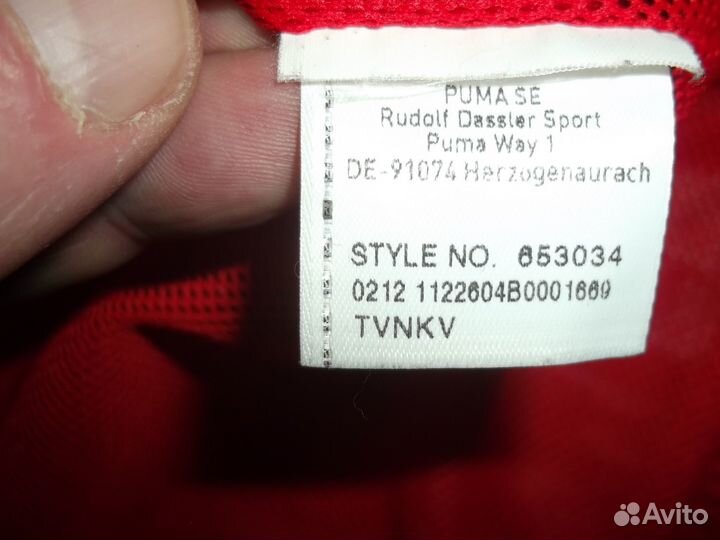 PUMA SE
Rudolf Dassler Sport
Puma Way 1
DE-91074 Herzogenaurach
STYLE NO. 653034
0212 1122604B0001669
TVNKV
Avito